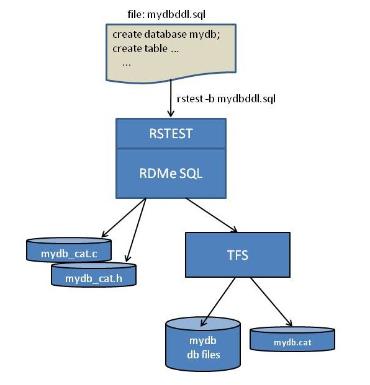 file: mydbddl.sql
create database mydb;
create table ...
...
rstest -b mydbddl.sql
RSTEST
RDMe SQL
mydb_cat.c
mydb_cat.h
TFS
mydb
db files
mydb.cat